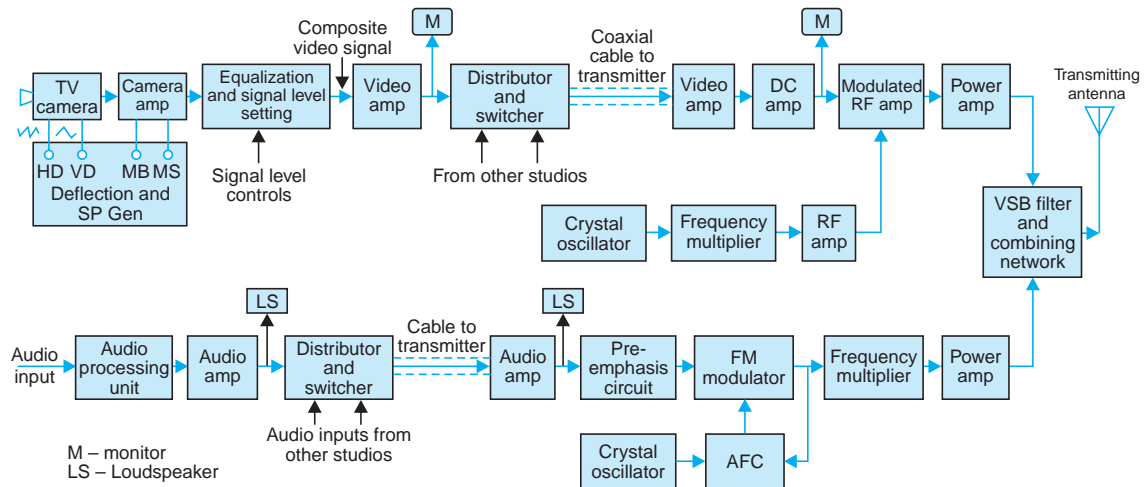 M
M
Composite
video signal
Coaxial
cable to
transmitter
TV
camera
Camera
amp
Equalization
and signal level
setting
Video
amp
Distributor
and
switcher
Video
amp
DC
amp
Modulated
RF amp
Power
amp
Transmitting
antenna
HD VD MB MS
Deflection and
SP Gen
Signal level
controls
From other studios
Crystal
oscillator
Frequency
multiplier
RF
amp
VSB filter
and
combining
network
LS
LS
Cable to
transmitter
Audio
input
Audio
processing
unit
Audio
amp
Distributor
and
switcher
Audio
amp
Pre-
emphasis
circuit
FM
modulator
Frequency
multiplier
Power
amp
Audio inputs from
other studios
Crystal
oscillator
AFC
M – monitor
LS – Loudspeaker